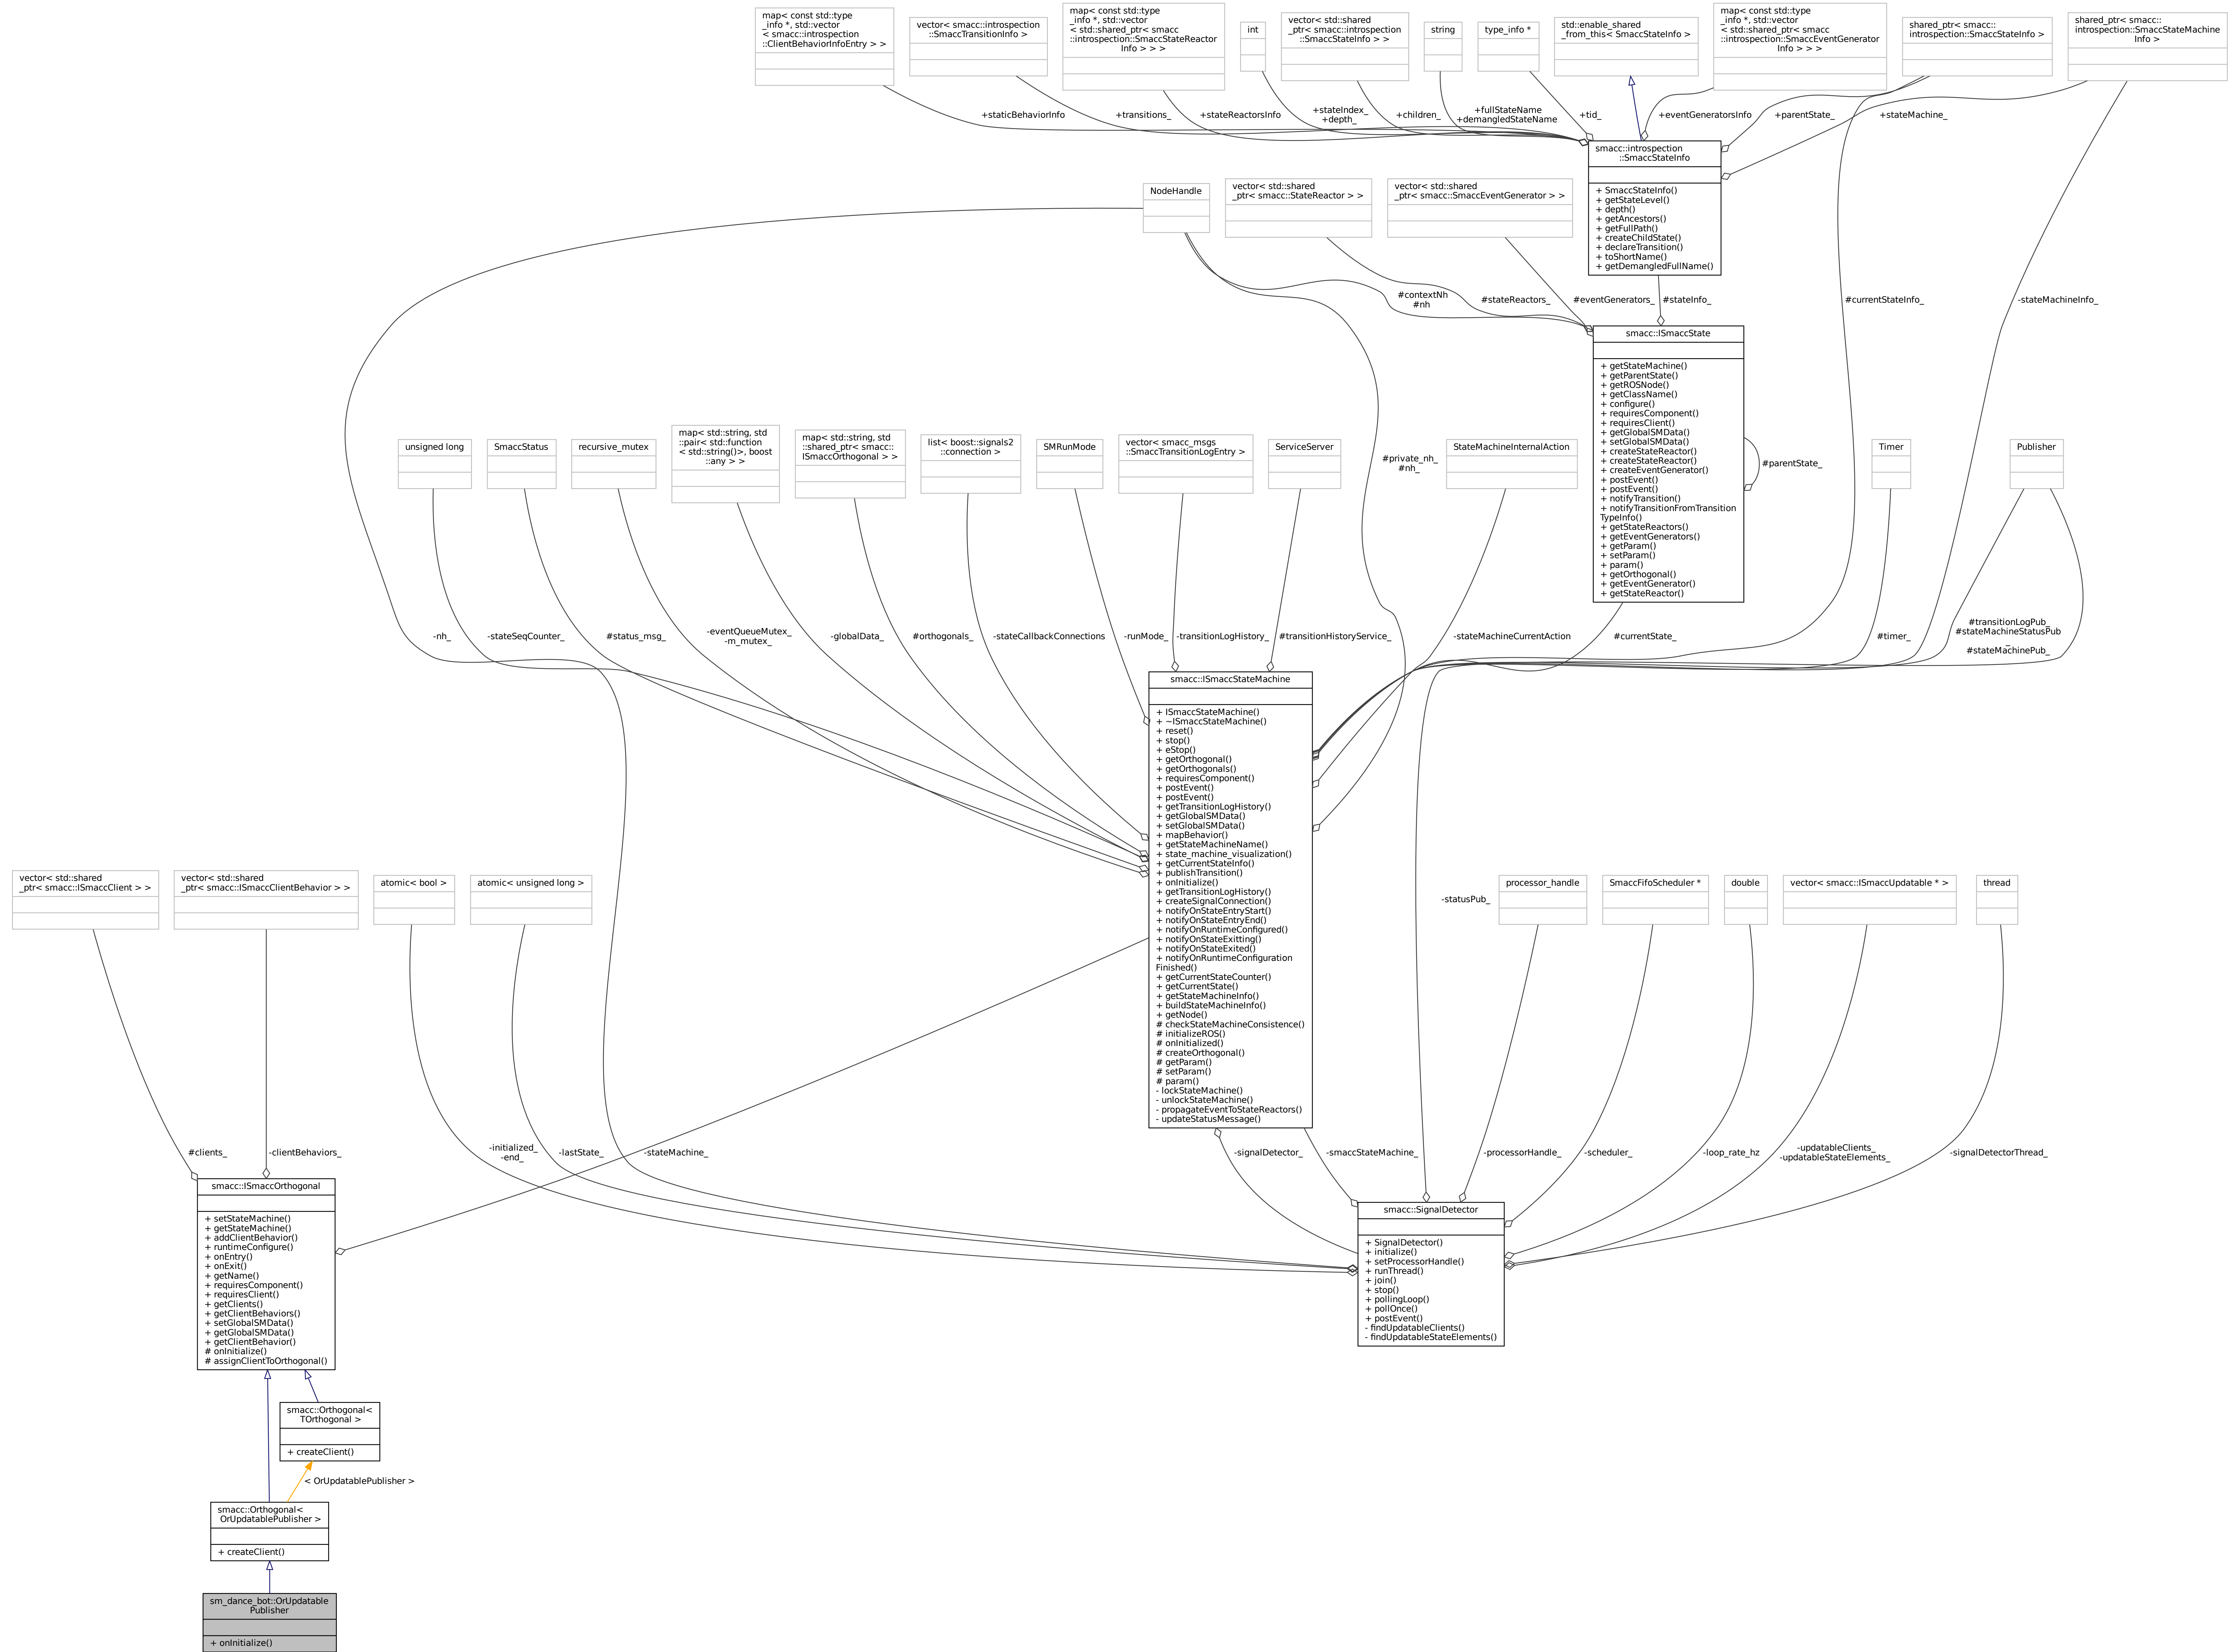 map< const std::type
_info *, std::vector
< smacc::introspection
::ClientBehaviorInfoEntry > >
vector< smacc::introspection
::SmaccTransitionInfo >
map< const std::type
_info *, std::vector
< std::shared_ptr< smacc
::introspection::SmaccStateReactor
Info > > >
int
vector< std::shared
_ptr< smacc::introspection
::SmaccStateInfo > >
string
type_info *
std::enable_shared
_from_this< SmaccStateInfo >
map< const std::type
_info *, std::vector
< std::shared_ptr< smacc
::introspection::SmaccEventGenerator
Info > > >
shared_ptr< smacc::
introspection::SmaccStateInfo >
shared_ptr< smacc::
introspection::SmaccStateMachine
Info >
+staticBehaviorInfo
+transitions_
+stateReactorsInfo
+stateIndex_
+depth_
+children_
+fullStateName
+demangledStateName
+tid_
+eventGeneratorsInfo
+parentState_
+stateMachine_
smacc::introspection
::SmaccStateInfo
+ SmaccStateInfo()
+ getStateLevel()
+ depth()
+ getAncestors()
+ getFullPath()
+ createChildState()
+ declareTransition()
+ toShortName()
+ getDemangledFullName()
NodeHandle
vector< std::shared
_ptr< smacc::StateReactor > >
vector< std::shared
_ptr< smacc::SmaccEventGenerator > >
#contextNh
#nh
#stateReactors_
#eventGenerators_
#stateInfo_
#currentStateInfo_
-stateMachineInfo_
smacc::ISmaccState
+ getStateMachine()
+ getParentState()
+ getROSNode()
+ getClassName()
+ configure()
+ requiresComponent()
+ requiresClient()
+ getGlobalSMData()
+ setGlobalSMData()
+ createStateReactor()
+ createStateReactor()
+ createEventGenerator()
+ postEvent()
+ postEvent()
+ notifyTransition()
+ notifyTransitionFromTransition
TypeInfo()
+ getStateReactors()
+ getEventGenerators()
+ getParam()
+ setParam()
+ param()
+ getOrthogonal()
+ getEventGenerator()
+ getStateReactor()
#parentState_
unsigned long
SmaccStatus
recursive_mutex
map< std::string, std
::pair< std::function
< std::string()>, boost
::any > >
map< std::string, std
::shared_ptr< smacc::
ISmaccOrthogonal > >
list< boost::signals2
::connection >
SMRunMode
vector< smacc_msgs
::SmaccTransitionLogEntry >
ServiceServer
#private_nh_
#nh_
StateMachineInternalAction
Timer
Publisher
-nh_
-stateSeqCounter_
#status_msg_
-eventQueueMutex_
-m_mutex_
-globalData_
#orthogonals_
-stateCallbackConnections
-runMode_
-transitionLogHistory_
#transitionHistoryService_
-stateMachineCurrentAction
#currentState_
#timer_
#transitionLogPub_
#stateMachineStatusPub
_
#stateMachinePub_
smacc::ISmaccStateMachine
+ ISmaccStateMachine()
+ ~ISmaccStateMachine()
+ reset()
+ stop()
+ eStop()
+ getOrthogonal()
+ getOrthogonals()
+ requiresComponent()
+ postEvent()
+ postEvent()
+ getTransitionLogHistory()
+ getGlobalSMData()
+ setGlobalSMData()
+ mapBehavior()
+ getStateMachineName()
+ state_machine_visualization()
+ getCurrentStateInfo()
+ publishTransition()
+ onInitialize()
+ getTransitionLogHistory()
+ createSignalConnection()
+ notifyOnStateEntryStart()
+ notifyOnStateEntryEnd()
+ notifyOnRuntimeConfigured()
+ notifyOnStateExitting()
+ notifyOnStateExited()
+ notifyOnRuntimeConfiguration
Finished()
+ getCurrentStateCounter()
+ getCurrentState()
+ getStateMachineInfo()
+ buildStateMachineInfo()
+ getNode()
# checkStateMachineConsistence()
# initializeROS()
# onInitialized()
# createOrthogonal()
# getParam()
# setParam()
# param()
- lockStateMachine()
- unlockStateMachine()
- propagateEventToStateReactors()
- updateStatusMessage()
vector< std::shared
_ptr< smacc::ISmaccClient > >
vector< std::shared
_ptr< smacc::ISmaccClientBehavior > >
atomic< bool >
atomic< unsigned long >
-statusPub_
processor_handle
SmaccFifoScheduler *
double
vector< smacc::ISmaccUpdatable * >
thread
#clients_
-clientBehaviors_
-initialized_
-end_
-lastState_
-stateMachine_
-signalDetector_
-smaccStateMachine_
-processorHandle_
-scheduler_
-loop_rate_hz
-updatableClients_
-updatableStateElements_
-signalDetectorThread_
smacc::ISmaccOrthogonal
+ setStateMachine()
+ getStateMachine()
+ addClientBehavior()
+ runtimeConfigure()
+ onEntry()
+ onExit()
+ getName()
+ requiresComponent()
+ requiresClient()
+ getClients()
+ getClientBehaviors()
+ setGlobalSMData()
+ getGlobalSMData()
+ getClientBehavior()
# onInitialize()
# assignClientToOrthogonal()
smacc::SignalDetector
+ SignalDetector()
+ initialize()
+ setProcessorHandle()
+ runThread()
+ join()
+ stop()
+ pollingLoop()
+ pollOnce()
+ postEvent()
- findUpdatableClients()
- findUpdatableStateElements()
smacc::Orthogonal<
TOrthogonal >
+ createClient()
< OrUpdatablePublisher >
smacc::Orthogonal<
OrUpdatablePublisher >
+ createClient()
sm_dance_bot::OrUpdatable
Publisher
+ onInitialize()